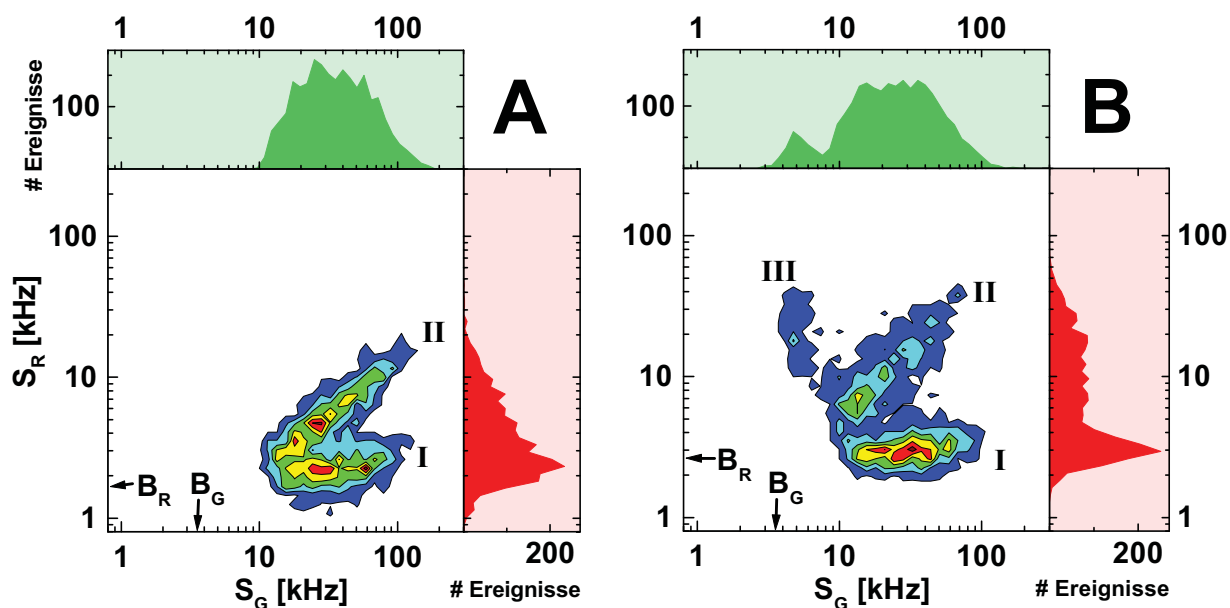 1 10 100
1 10 100
# Ereignisse
100
A
100
B
S_R [kHz]
100
10
1
II
I
B_R
B_G
100
10
1
III
II
I
B_R
B_G
100
10
1
1 10 100
200
1 10 100
200
S_G [kHz]
# Ereignisse
S_G [kHz]
# Ereignisse